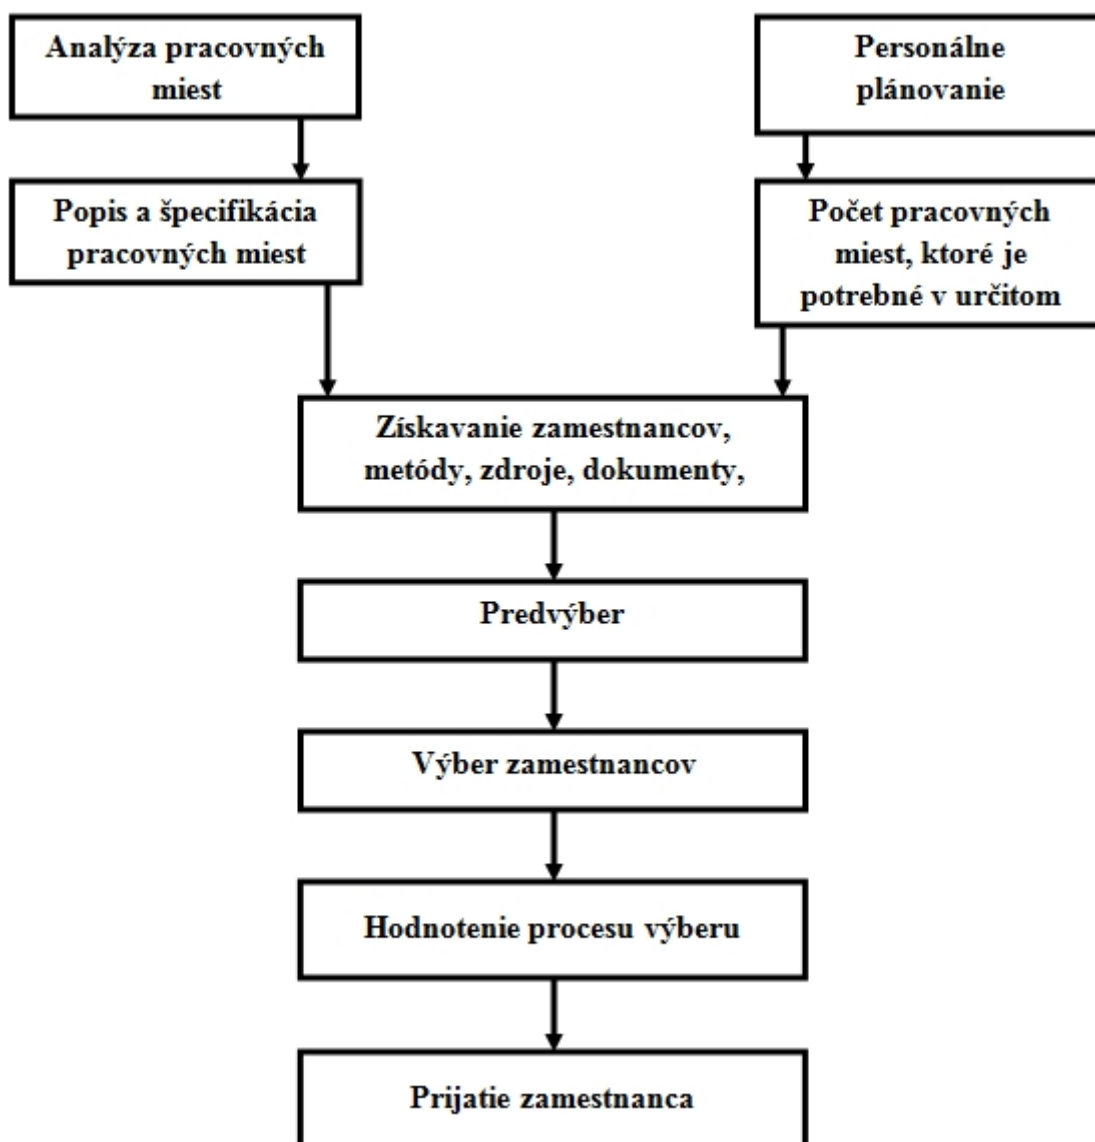 Analýza pracovných
miest
Personálne
plánovanie
Popis a špecifikácia
pracovných miest
Počet pracovných
miest, ktoré je
potrebné v určitom
Získavanie zamestnancov,
metódy, zdroje, dokumenty,
Predvýber
Výber zamestnancov
Hodnotenie procesu výberu
Prijatie zamestnanca